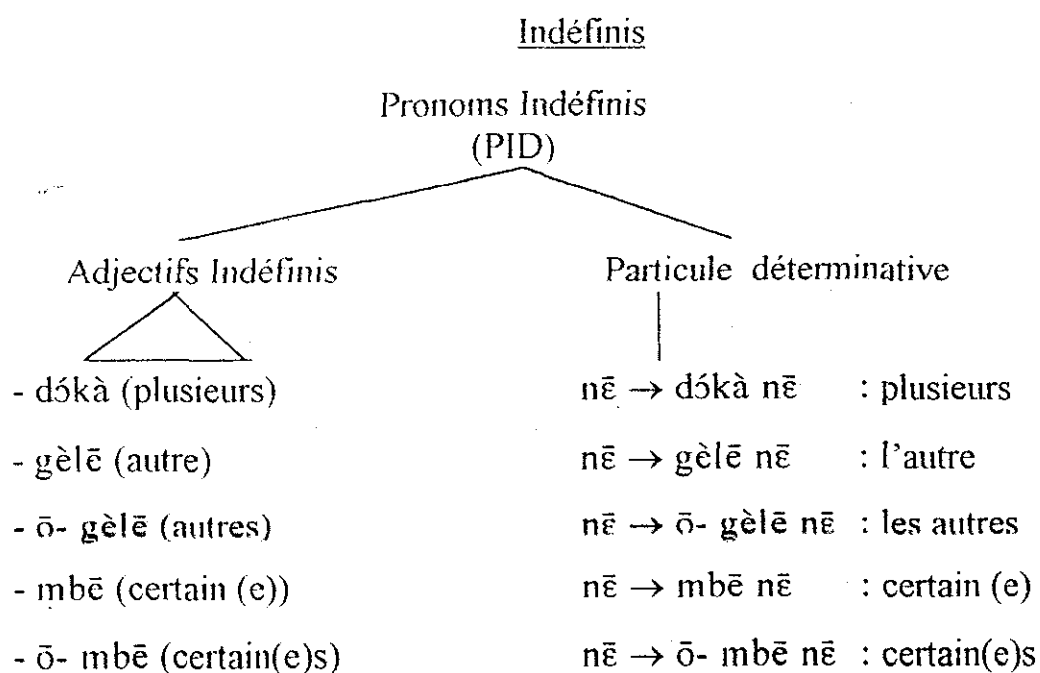 Indéfinis
Pronoms Indéfinis
(PID)
Adjectifs Indéfinis Particule déterminative
- dɔ́kà (plusieurs) nɛ̄ → dɔ́kà nɛ̄ : plusieurs
- gèlē (autre) nɛ̄ → gèlē nɛ̄ : l'autre
- ō- gèlē (autres) nɛ̄ → ō- gèlē nɛ̄ : les autres
- mbē (certain (e)) nɛ̄ → mbē nɛ̄ : certain (e)
- ō- mbē (certain(e)s) nɛ̄ → ō- mbē nɛ̄ : certain(e)s